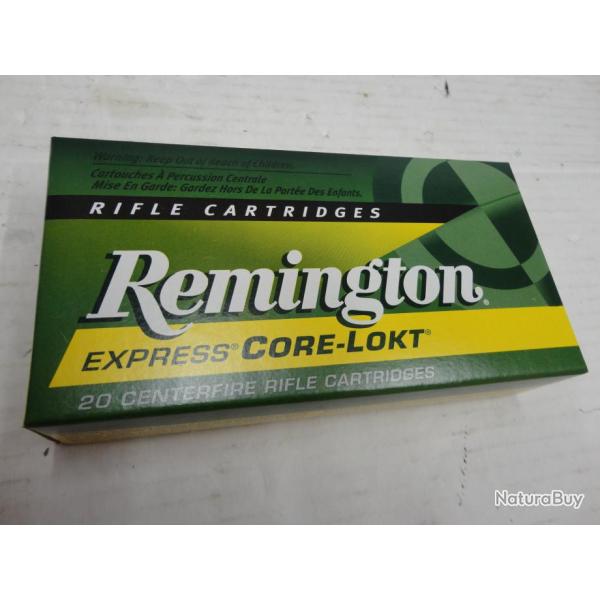 Warning: Keep Out of Reach of Children.
Cartouches À Percussion Centrale
Mise En Garde: Gardez Hors De La Portée Des Enfants.
RIFLE CARTRIDGES
Remington®
EXPRESS® CORE-LOKT®
20 CENTERFIRE RIFLE CARTRIDGES
NaturaBuy